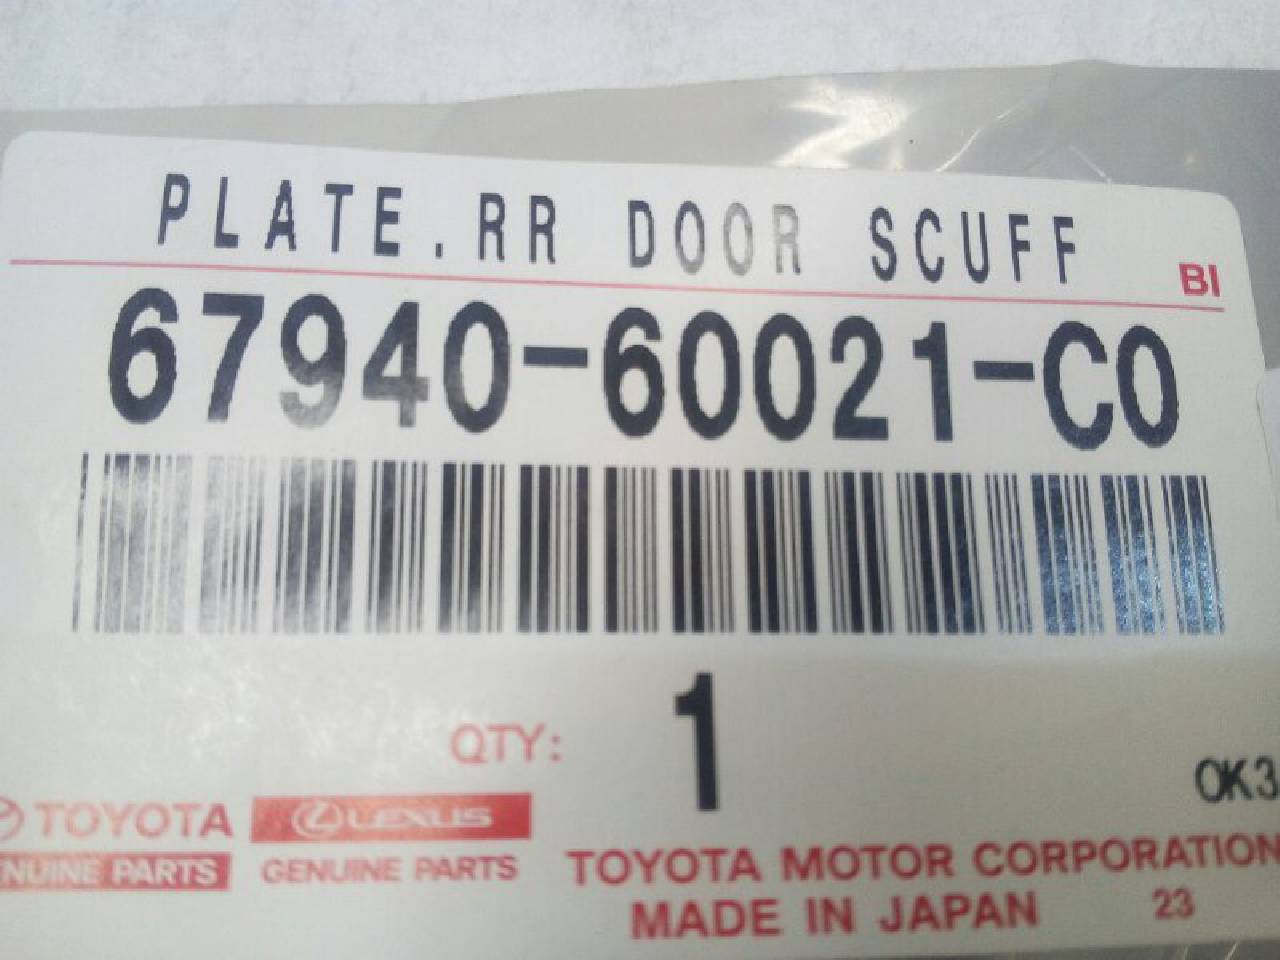 PLATE.RR DOOR SCUFF
BI
67940-60021-C0
QTY: 1
OK3
TOYOTA
NUINE PARTS
LEXUS
GENUINE PARTS
TOYOTA MOTOR CORPORATION
MADE IN JAPAN 23